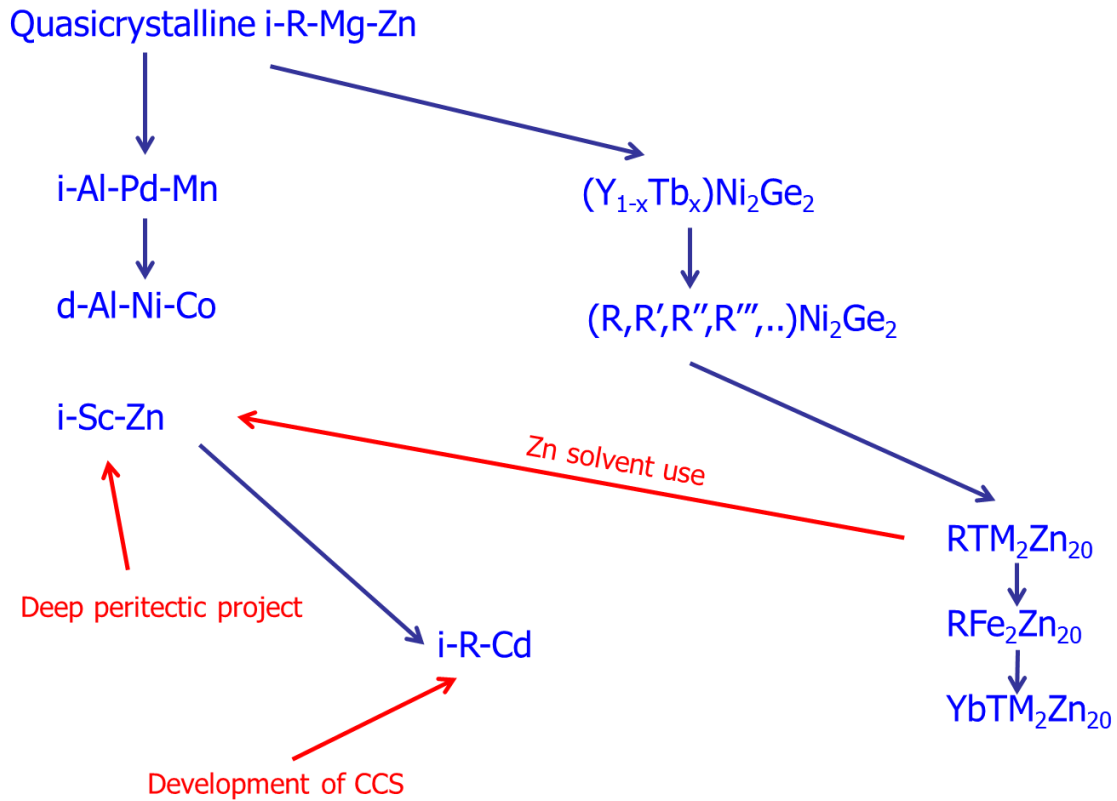 Quasicrystalline i-R-Mg-Zn
i-Al-Pd-Mn
(Y₁₋ₓTbₓ)Ni₂Ge₂
d-Al-Ni-Co
(R,R′,R′′,R′′′,..)Ni₂Ge₂
i-Sc-Zn
Zn solvent use
RTM₂Zn₂₀
Deep peritectic project
RFe₂Zn₂₀
i-R-Cd
YbTM₂Zn₂₀
Development of CCS